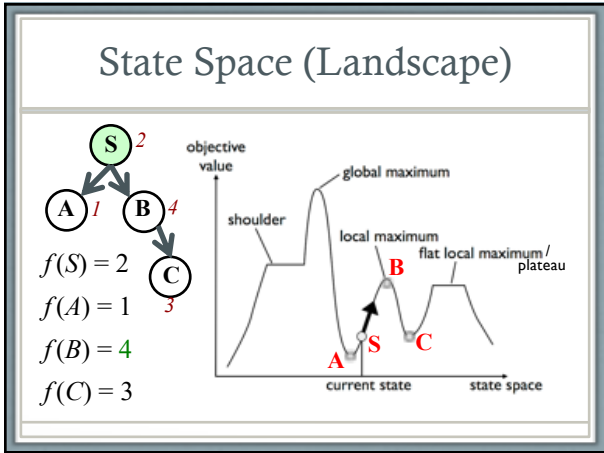 State Space (Landscape)
S 2
A 1
B 4
C
3
f(S) = 2
f(A) = 1
f(B) = 4
f(C) = 3
objective
value
global maximum
shoulder
local maximum
flat local maximum/
plateau
B
A
S
C
current state
state space